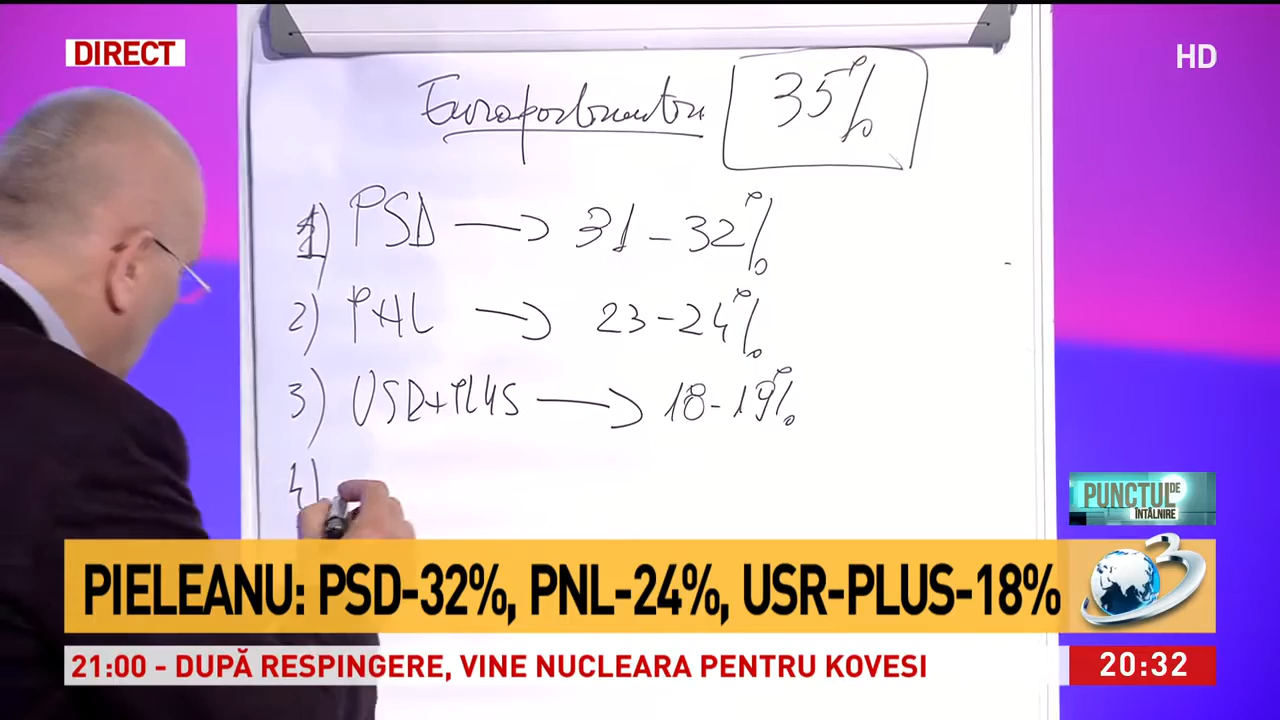 DIRECT
HD
Europarlamentare 35%
1) PSD → 31-32%
2) PNL → 23-24%
3) USR+PLUS → 18-19%
4)
PUNCTUL DE
ÎNTÂLNIRE
3
PIELEANU: PSD-32%, PNL-24%, USR-PLUS-18%
21:00 - DUPĂ RESPINGERE, VINE NUCLEARA PENTRU KOVESI
20:32